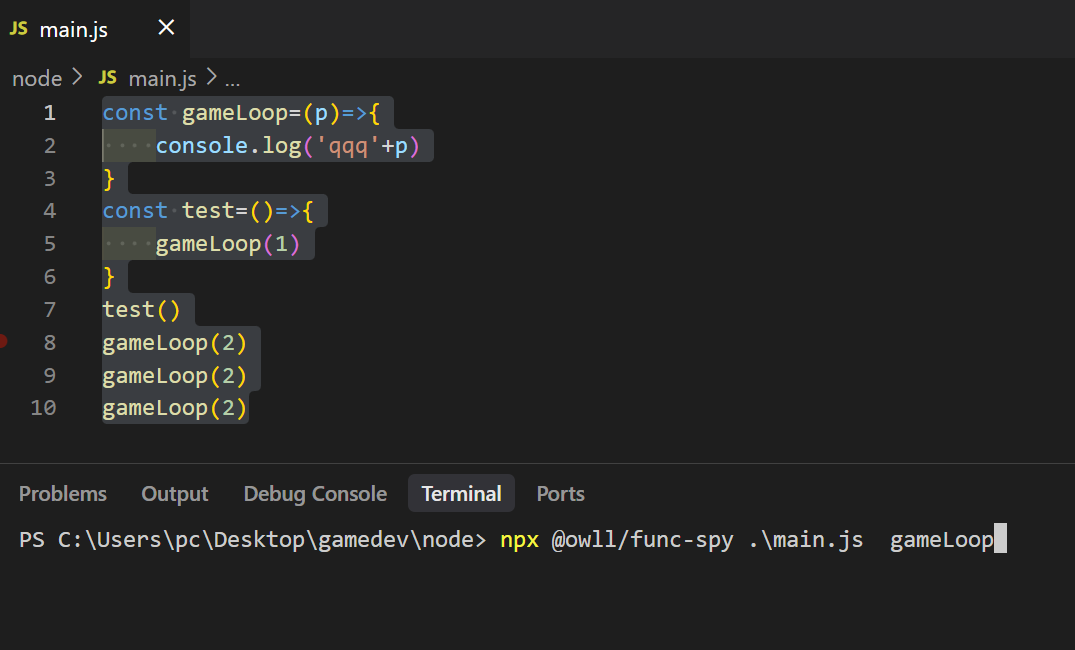 JS main.js ×
node > JS main.js > ...
1 const gameLoop=(p)=>{
2 ····console.log('qqq'+p)
3 }
4 const test=()=>{
5 ····gameLoop(1)
6 }
7 test()
8 gameLoop(2)
9 gameLoop(2)
10 gameLoop(2)
Problems Output Debug Console Terminal Ports
PS C:\Users\pc\Desktop\gamedev\node> npx @owll/func-spy .\main.js  gameLoop